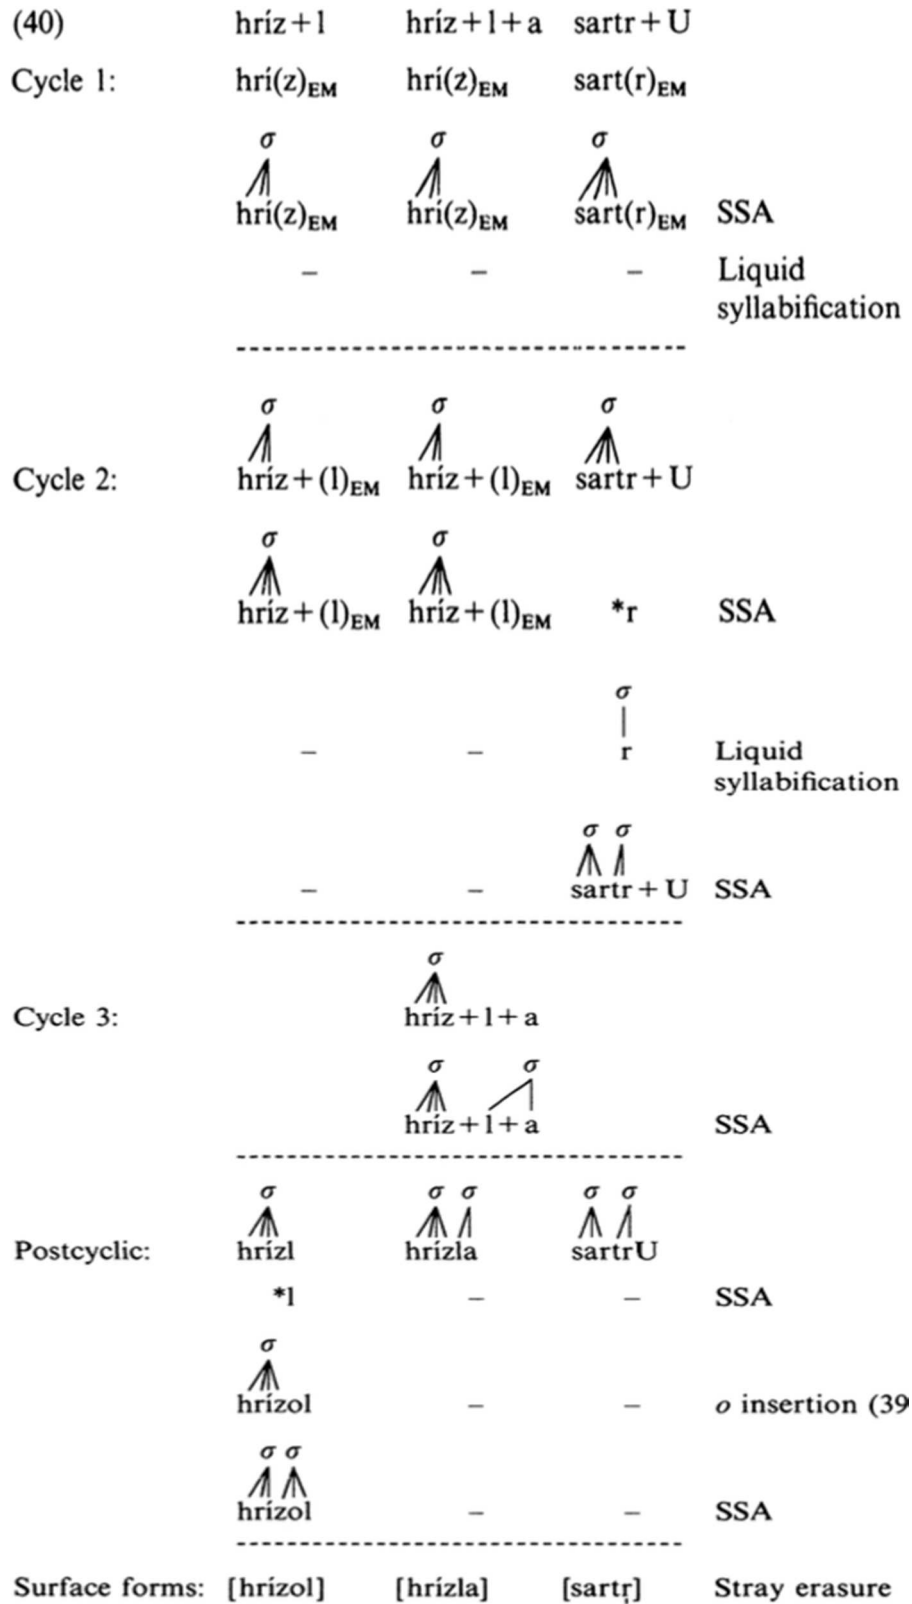 (40) hríz+l hríz+l+a sartr+U
Cycle 1: hrí(z)EM hrí(z)EM sart(r)EM
σ σ σ
hrí(z)EM hrí(z)EM sart(r)EM SSA
– – – Liquid
syllabification
σ σ σ
Cycle 2: hríz+(l)EM hríz+(l)EM sartr+U
σ σ
hríz+(l)EM hríz+(l)EM *r SSA
σ
– – r Liquid
syllabification
σ σ
– – sartr+U SSA
σ
Cycle 3: hríz+l+a
σ σ
hríz+l+a SSA
σ σ σ σ σ
Postcyclic: hrízl hrízla sartrU
*l – – SSA
σ
hrízol – – o insertion (39
σ σ
hrízol – – SSA
Surface forms: [hrízol] [hrízla] [sartr̩] Stray erasure